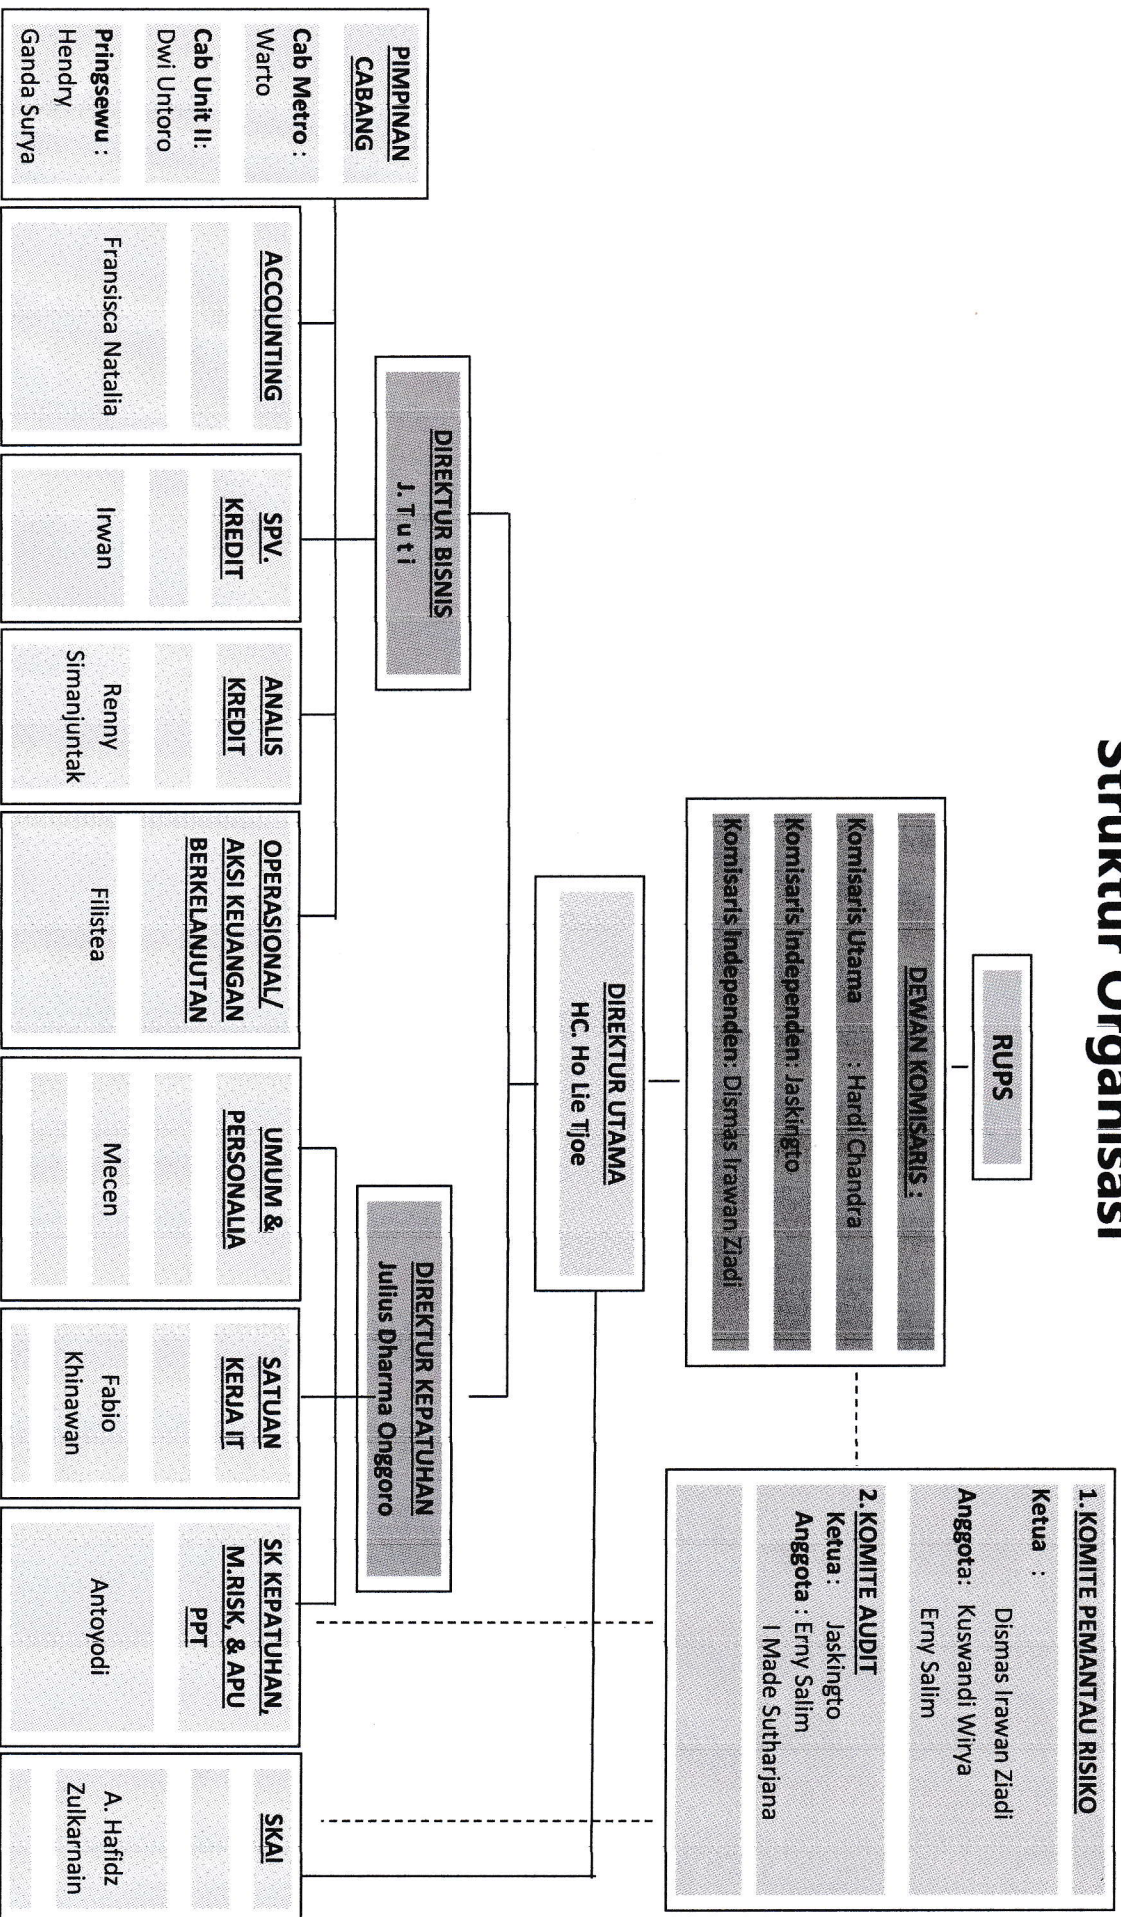 Struktur Organisasi
RUPS
DEWAN KOMISARIS :
Komisaris Utama : Hardi Chandra
Komisaris Independen: Jaskingto
Komisaris Independen: Dismas Irawan Ziadi
1.KOMITE PEMANTAU RISIKO
Ketua :
Dismas Irawan Ziadi
Anggota: Kuswandi Wirya
Erny Salim
2.KOMITE AUDIT
Ketua : Jaskingto
Anggota : Erny Salim
I Made Sutharjana
DIREKTUR UTAMA
HC. Ho Lie Tjoe
DIREKTUR BISNIS
J. T u t i
DIREKTUR KEPATUHAN
Julius Dharma Onggoro
PIMPINAN
CABANG
Cab Metro :
Warto
Cab Unit II:
Dwi Untoro
Pringsewu :
Hendry
Ganda Surya
ACCOUNTING
Fransisca Natalia
SPV.
KREDIT
Irwan
ANALIS
KREDIT
Renny
Simanjuntak
OPERASIONAL/
AKSI KEUANGAN
BERKELANJUTAN
Filistea
UMUM &
PERSONALIA
Mecen
SATUAN
KERJA IT
Fabio
Khinawan
SK KEPATUHAN,
M.RISK, & APU
PPT
Antoyodi
SKAI
A. Hafidz
Zulkarnain